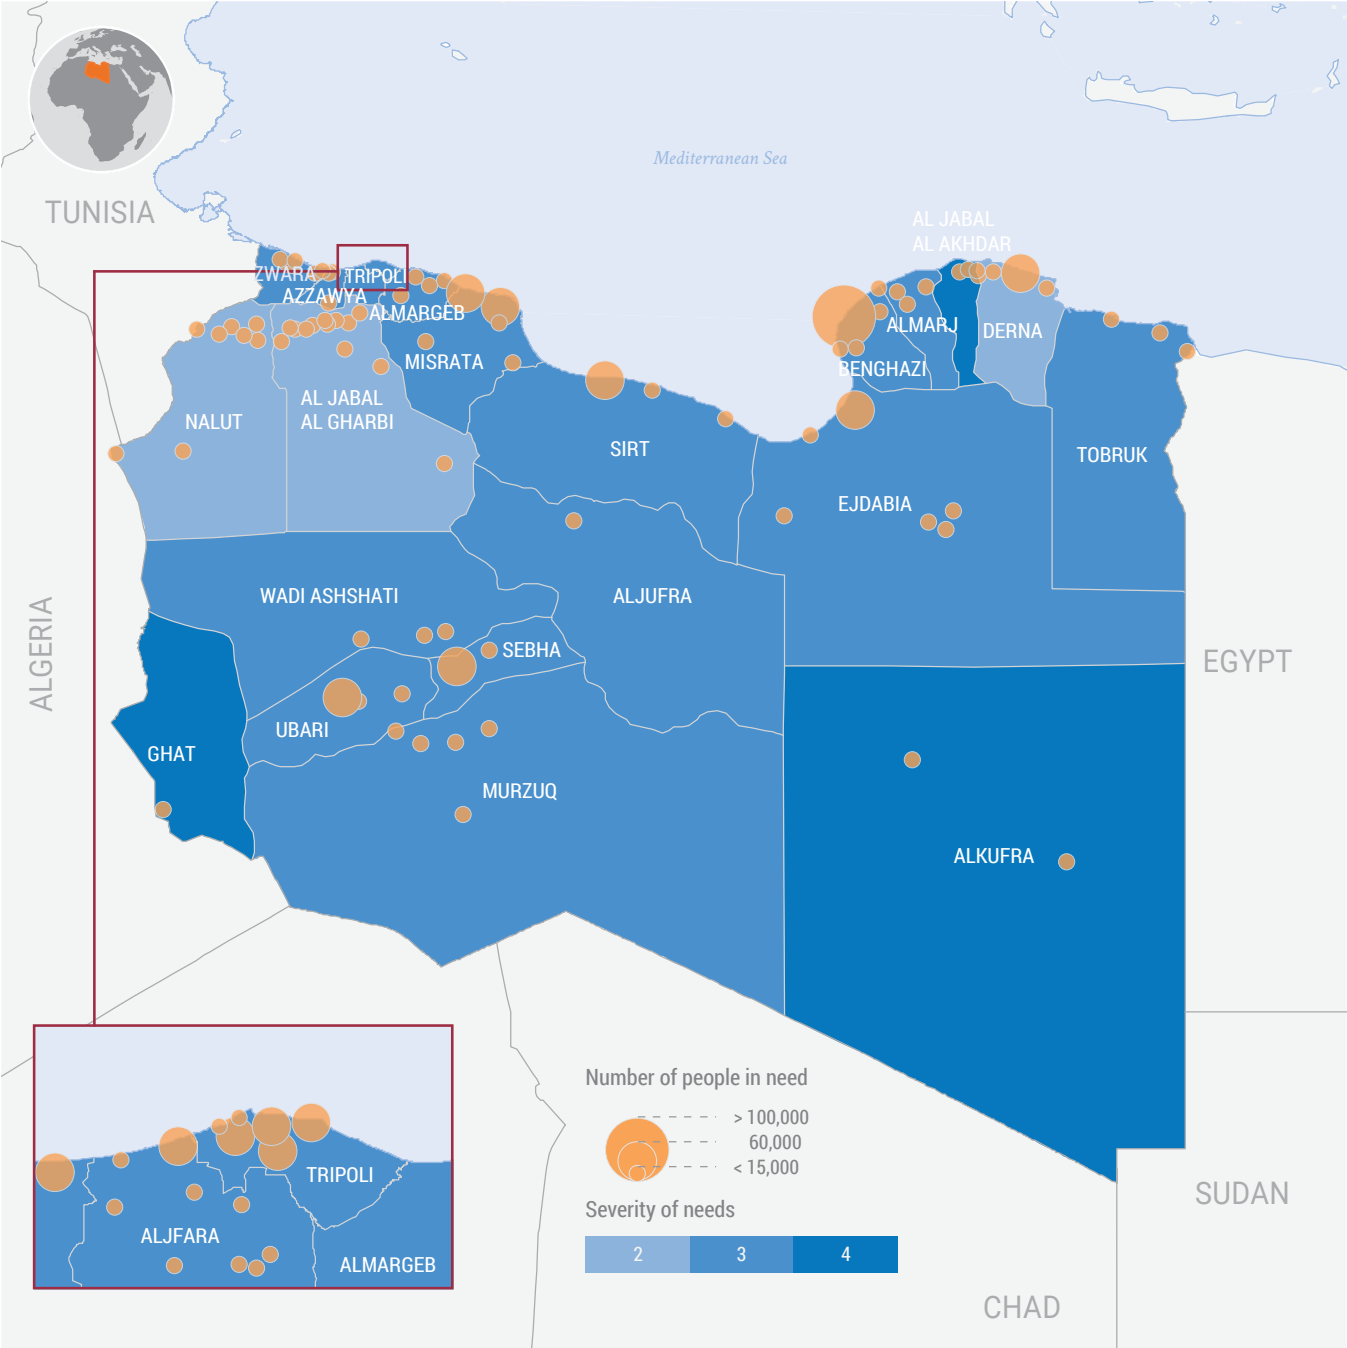 Mediterranean Sea
TUNISIA
AL JABAL
AL AKHDAR
ZWARA
TRIPOLI
AZZAWYA
ALMARGEB
ALMARJ
DERNA
MISRATA
BENGHAZI
AL JABAL
AL GHARBI
NALUT
SIRT
TOBRUK
EJDABIA
WADI ASHSHATI
ALJUFRA
ALGERIA
SEBHA
EGYPT
UBARI
GHAT
MURZUQ
ALKUFRA
Number of people in need
> 100,000
60,000
< 15,000
TRIPOLI
SUDAN
Severity of needs
ALJFARA
2 3 4
ALMARGEB
CHAD